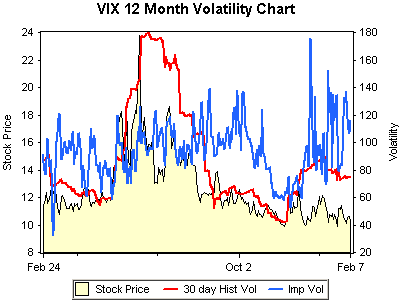 VIX 12 Month Volatility Chart
24
22
20
18
16
14
12
10
8
Stock Price
180
160
140
120
100
80
60
40
20
Volatility
Feb 24
Oct 2
Feb 7
Stock Price
30 day Hist Vol
Imp Vol